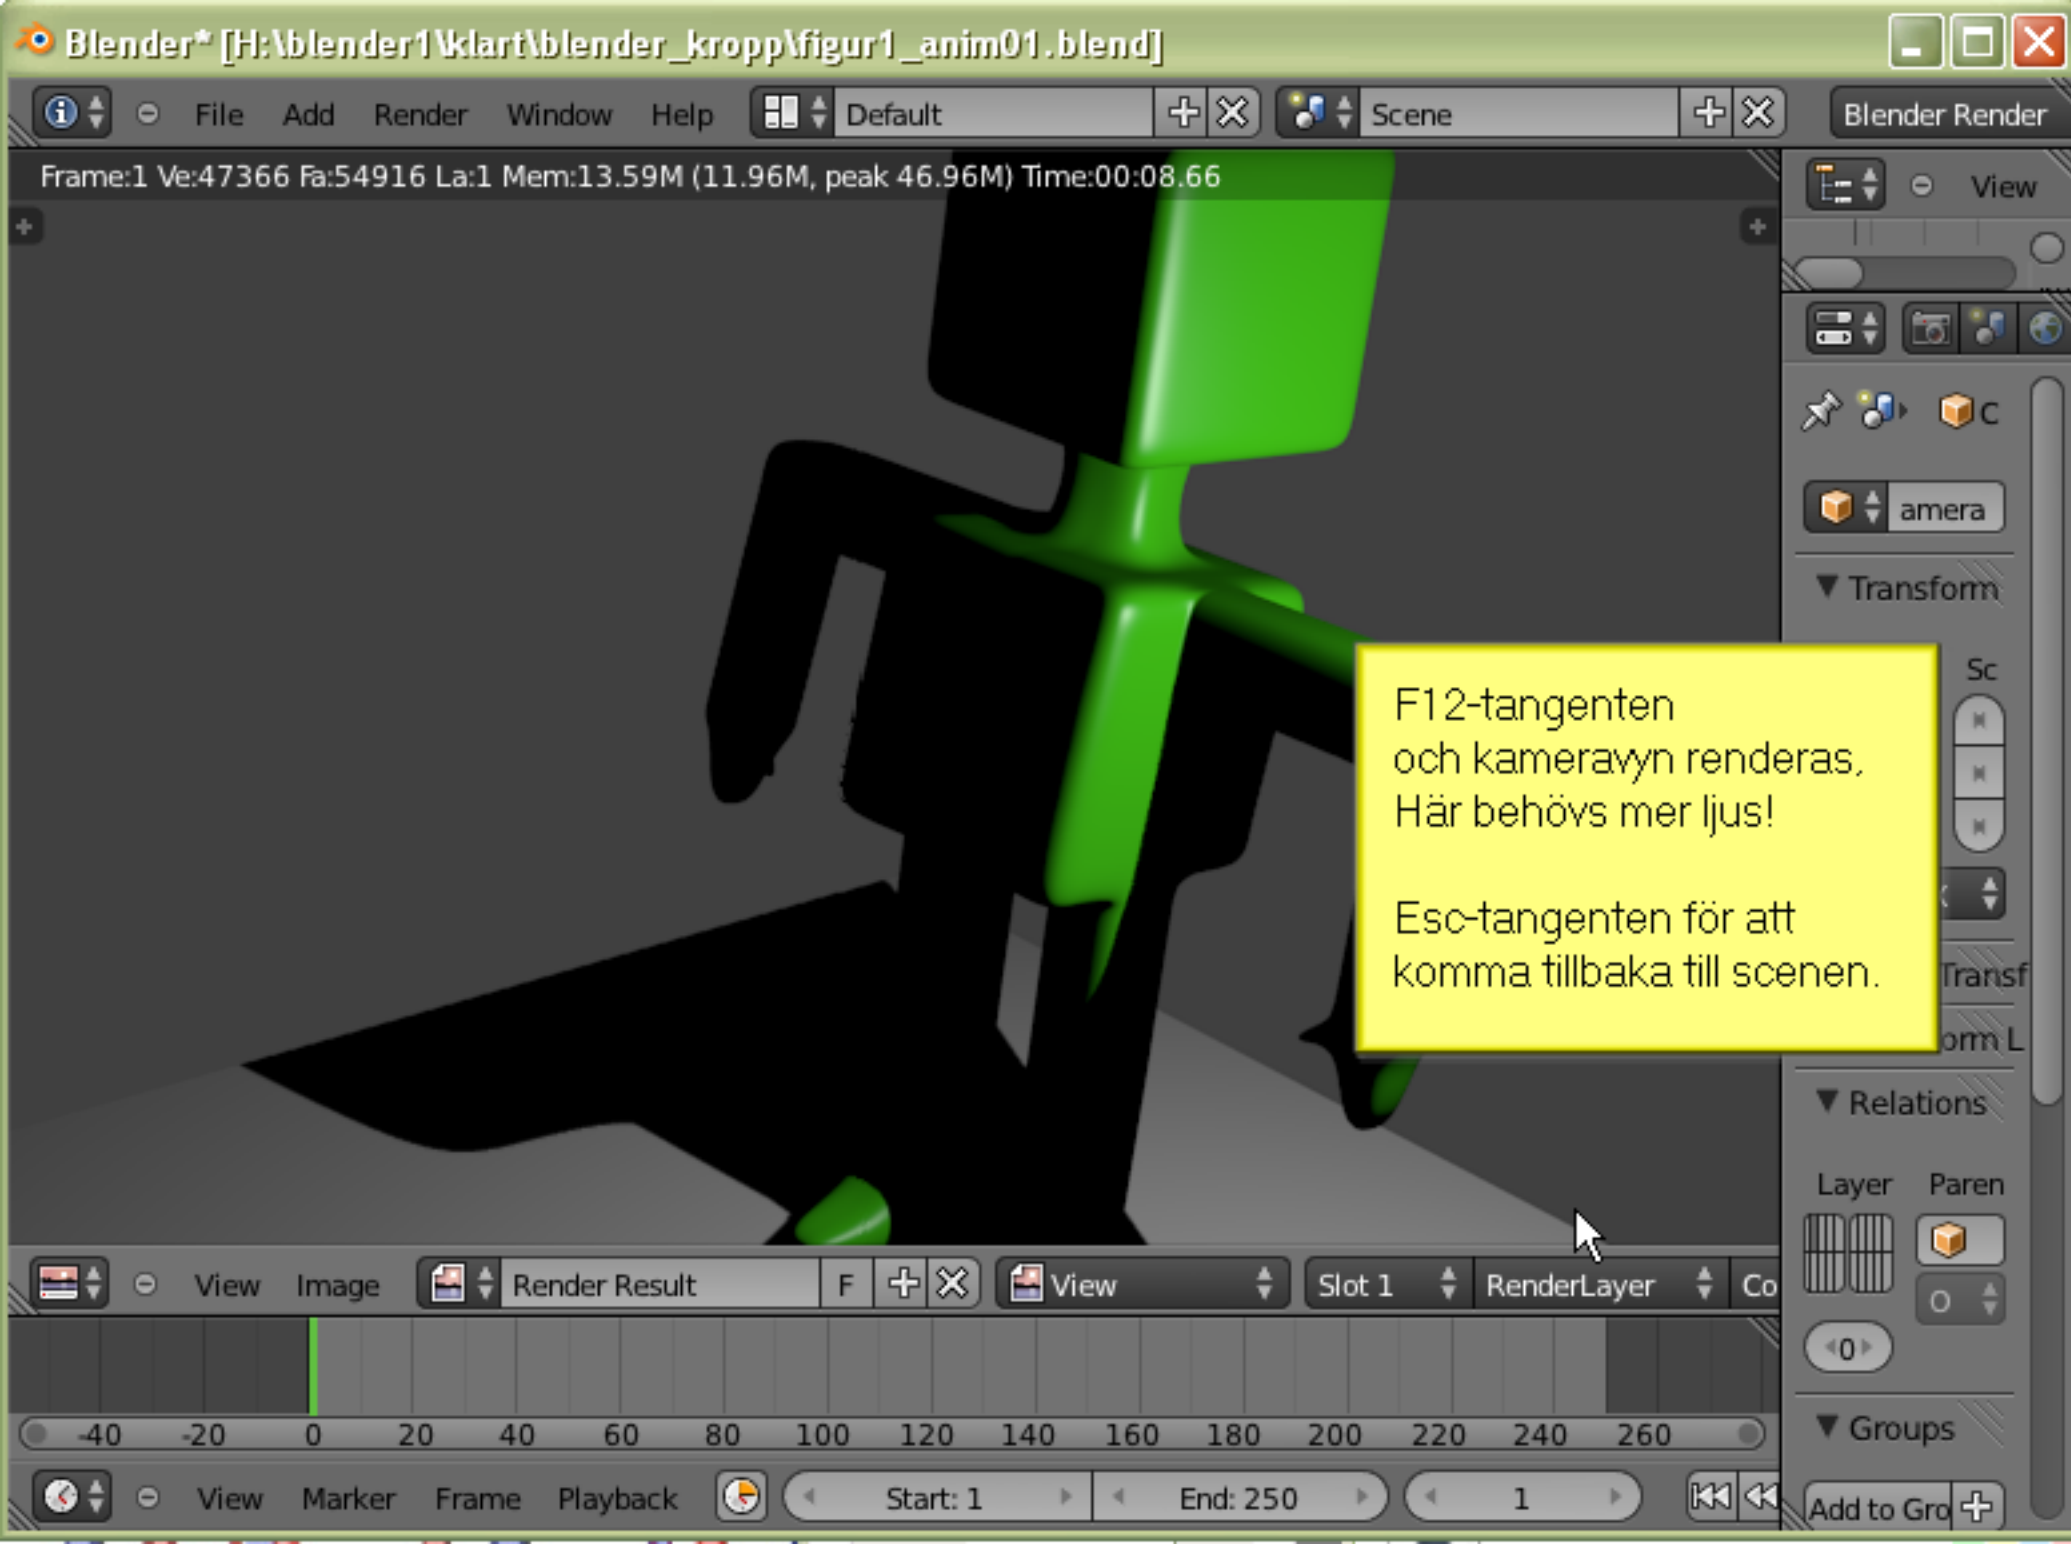 Blender* [H:\blender1\klart\blender_kropp\figur1_anim01.blend]
File Add Render Window Help Default Scene Blender Render
Frame:1 Ve:47366 Fa:54916 La:1 Mem:13.59M (11.96M, peak 46.96M) Time:00:08.66
View
C
amera
Transform
Sc
F12-tangenten
och kameravyn renderas,
Här behövs mer ljus!
Esc-tangenten för att
komma tillbaka till scenen.
Transf
orm L
Relations
Layer Paren
O
0
Groups
Add to Gro
View Image Render Result F View Slot 1 RenderLayer Co
-40 -20 0 20 40 60 80 100 120 140 160 180 200 220 240 260
View Marker Frame Playback Start: 1 End: 250 1